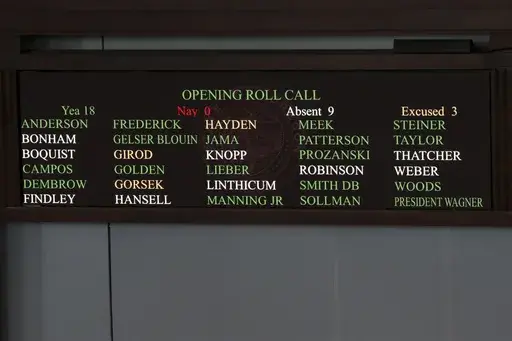 OPENING ROLL CALL
Yea 18 Nay 0 Absent 9 Excused 3
ANDERSON FREDERICK HAYDEN MEEK STEINER
BONHAM GELSER BLOUIN JAMA PATTERSON TAYLOR
BOQUIST GIROD KNOPP PROZANSKI THATCHER
CAMPOS GOLDEN LIEBER ROBINSON WEBER
DEMBROW GORSEK LINTHICUM SMITH DB WOODS
FINDLEY HANSELL MANNING JR SOLLMAN PRESIDENT WAGNER